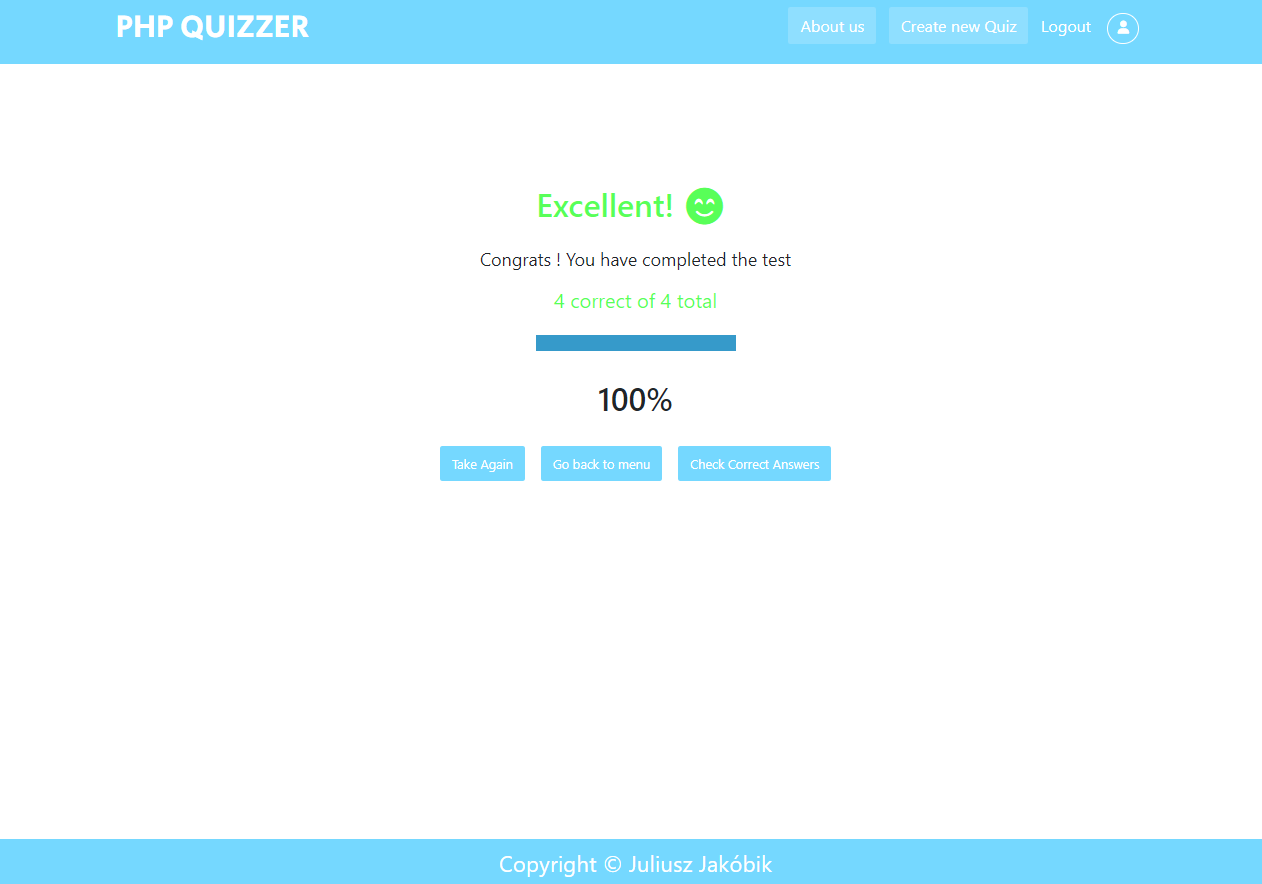 PHP QUIZZER
About us Create new Quiz Logout
Excellent!
Congrats ! You have completed the test
4 correct of 4 total
100%
Take Again Go back to menu Check Correct Answers
Copyright © Juliusz Jakóbik